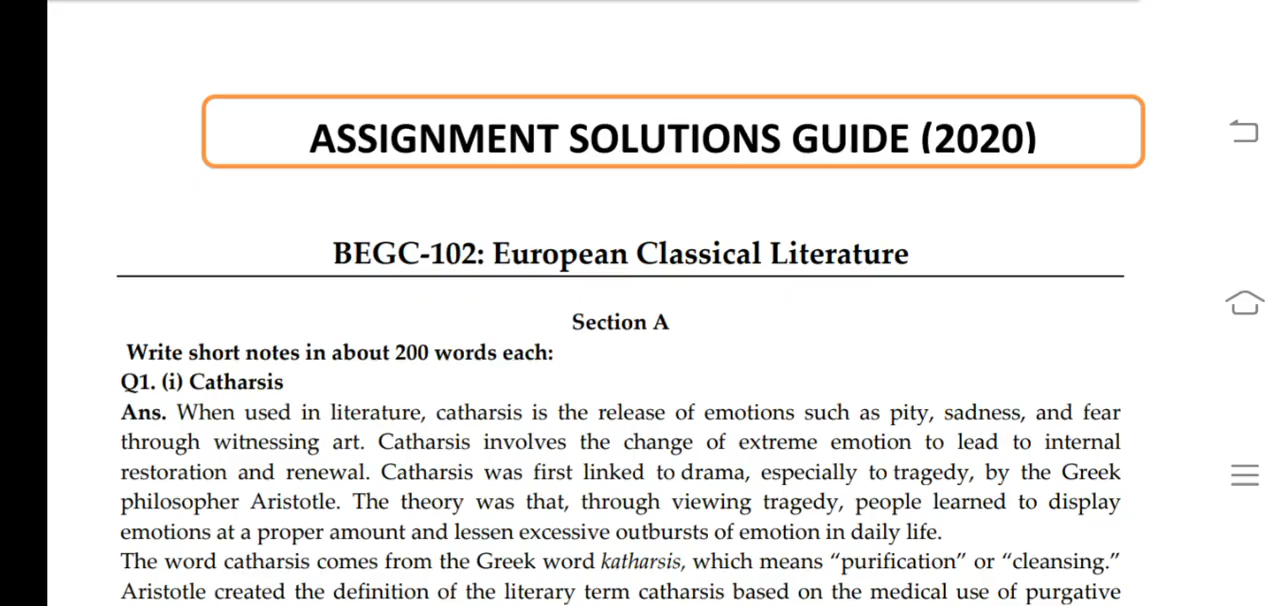 ASSIGNMENT SOLUTIONS GUIDE (2020)
BEGC-102: European Classical Literature
Section A
Write short notes in about 200 words each:
Q1. (i) Catharsis
Ans. When used in literature, catharsis is the release of emotions such as pity, sadness, and fear
through witnessing art. Catharsis involves the change of extreme emotion to lead to internal
restoration and renewal. Catharsis was first linked to drama, especially to tragedy, by the Greek
philosopher Aristotle. The theory was that, through viewing tragedy, people learned to display
emotions at a proper amount and lessen excessive outbursts of emotion in daily life.
The word catharsis comes from the Greek word katharsis, which means “purification” or “cleansing.”
Aristotle created the definition of the literary term catharsis based on the medical use of purgative